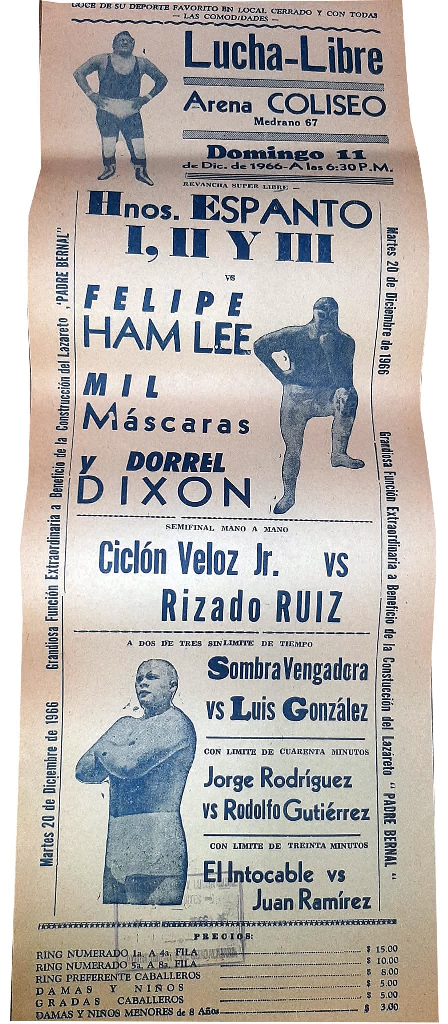 GOCE DE SU DEPORTE FAVORITO EN LOCAL CERRADO Y CON TODAS
— LAS COMODIDADES —
Lucha-Libre
Arena COLISEO
Medrano 67
Domingo 11
de Dic. de 1966-A las 6:30 P.M.
REVANCHA SUPER LIBRE —
Hnos. ESPANTO
I, II Y III
VS
FELIPE
HAM LEE
MIL
Máscaras
y DORREL
DIXON
SEMIFINAL MANO A MANO
Ciclón Veloz Jr. vs
Rizado RUIZ
A DOS DE TRES SIN LIMITE DE TIEMPO
Sombra Vengadora
vs Luis González
CON LIMITE DE CUARENTA MINUTOS
Jorge Rodríguez
vs Rodolfo Gutiérrez
CON LIMITE DE TREINTA MINUTOS
El Intocable vs
Juan Ramírez
PRECIOS:
RING NUMERADO 1a. A 4a. FILA $ 15.00
RING NUMERADO 5a. A 8a. FILA $ 10.00
RING PREFERENTE CABALLEROS $ 8.00
DAMAS Y NIÑOS $ 5.00
GRADAS CABALLEROS $ 5.00
DAMAS Y NIÑOS MENORES de 8 Años $ 3.00
Martes 20 de Diciembre de 1966 Grandiosa Función Extraordinaria a Beneficio de la Construcción del Lazareto "PADRE BERNAL"
Martes 20 de Diciembre de 1966 Grandiosa Función Extraordinaria a Beneficio de la Constucción del Lazareto "PADRE BERNAL"